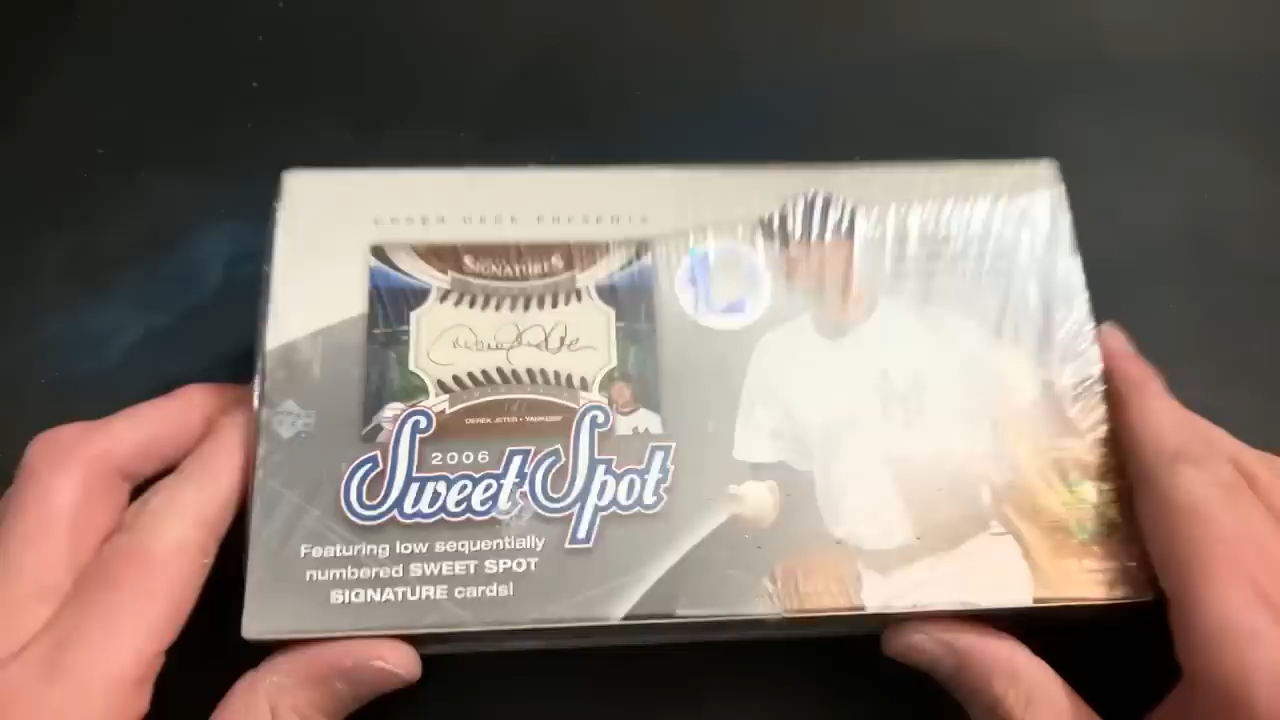 UPPER DECK PRESENTS
SIGNATURES
DEREK JETER • YANKEES
2006
Sweet Spot
Featuring low sequentially
numbered SWEET SPOT
SIGNATURE cards!